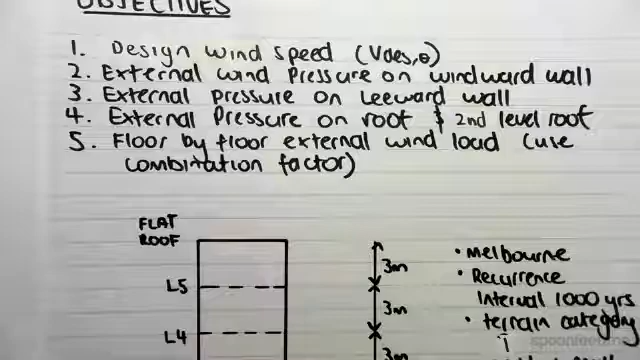 OBJECTIVES
1. Design wind speed (Vdes,θ)
2. External wind pressure on windward wall
3. External pressure on leeward wall
4. External Pressure on roof & 2nd level roof
5. Floor by floor external wind load (use
combination factor)
FLAT
ROOF
3m
• Melbourne
L5
• Recurrence
Interval 1000 yrs
3m
• terrain category
L4
3m